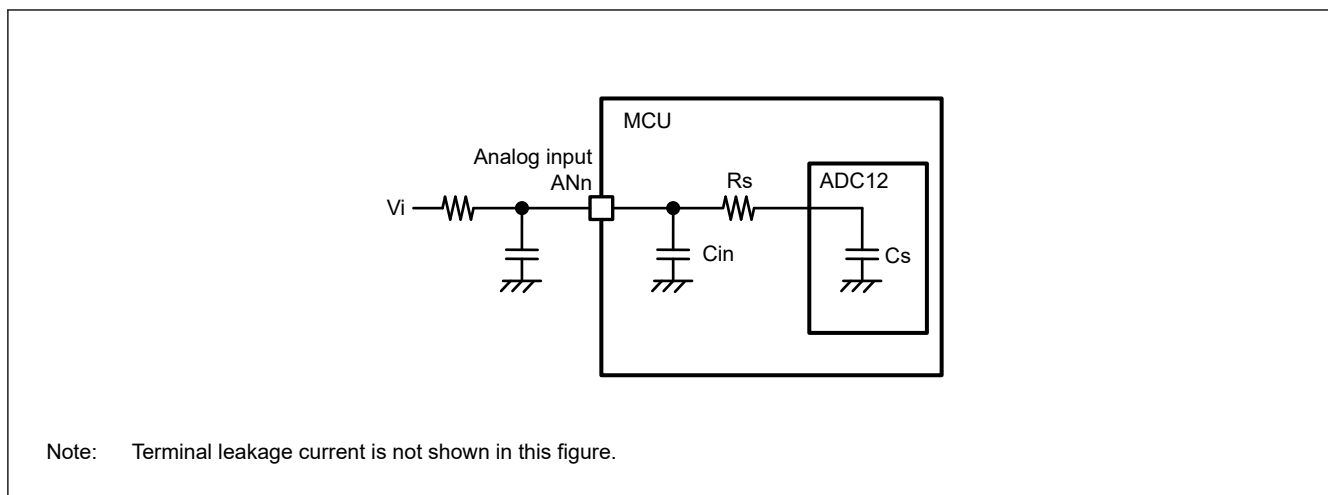 MCU
Analog input
ANn
Rs
ADC12
Vi
Cin
Cs
Note: Terminal leakage current is not shown in this figure.